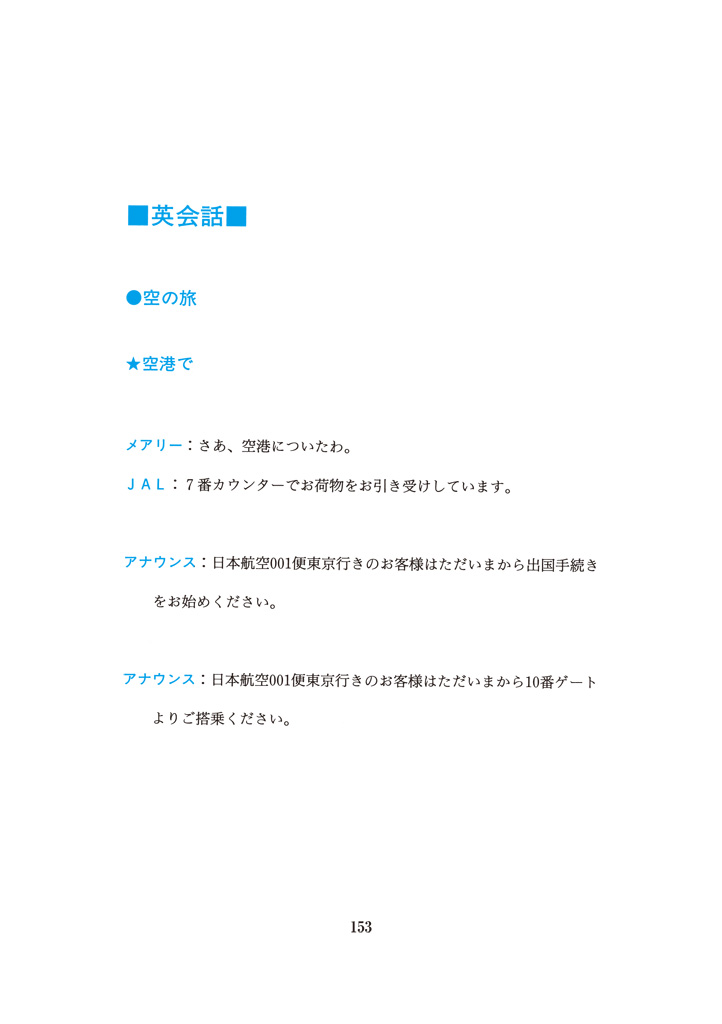 ■英会話■
●空の旅
★空港で
メアリー：さあ、空港についたわ。
ＪＡＬ：７番カウンターでお荷物をお引き受けしています。
アナウンス：日本航空001便東京行きのお客様はただいまから出国手続き
をお始めください。
アナウンス：日本航空001便東京行きのお客様はただいまから10番ゲート
よりご搭乗ください。
153